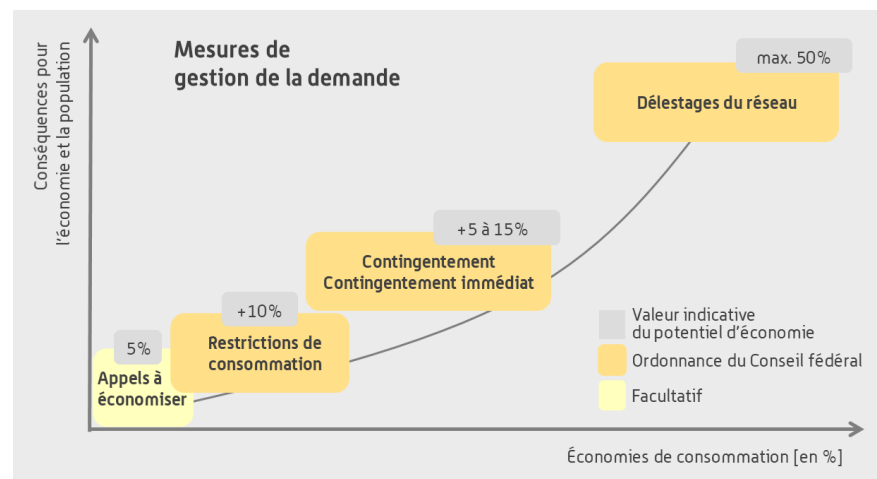 Mesures de
gestion de la demande
Conséquences pour
l'économie et la population
max. 50%
Délestages du réseau
+5 à 15%
Contingentement
Contingentement immédiat
+10%
Restrictions de
consommation
5%
Appels à
économiser
Valeur indicative
du potentiel d'économie
Ordonnance du Conseil fédéral
Facultatif
Économies de consommation [en %]